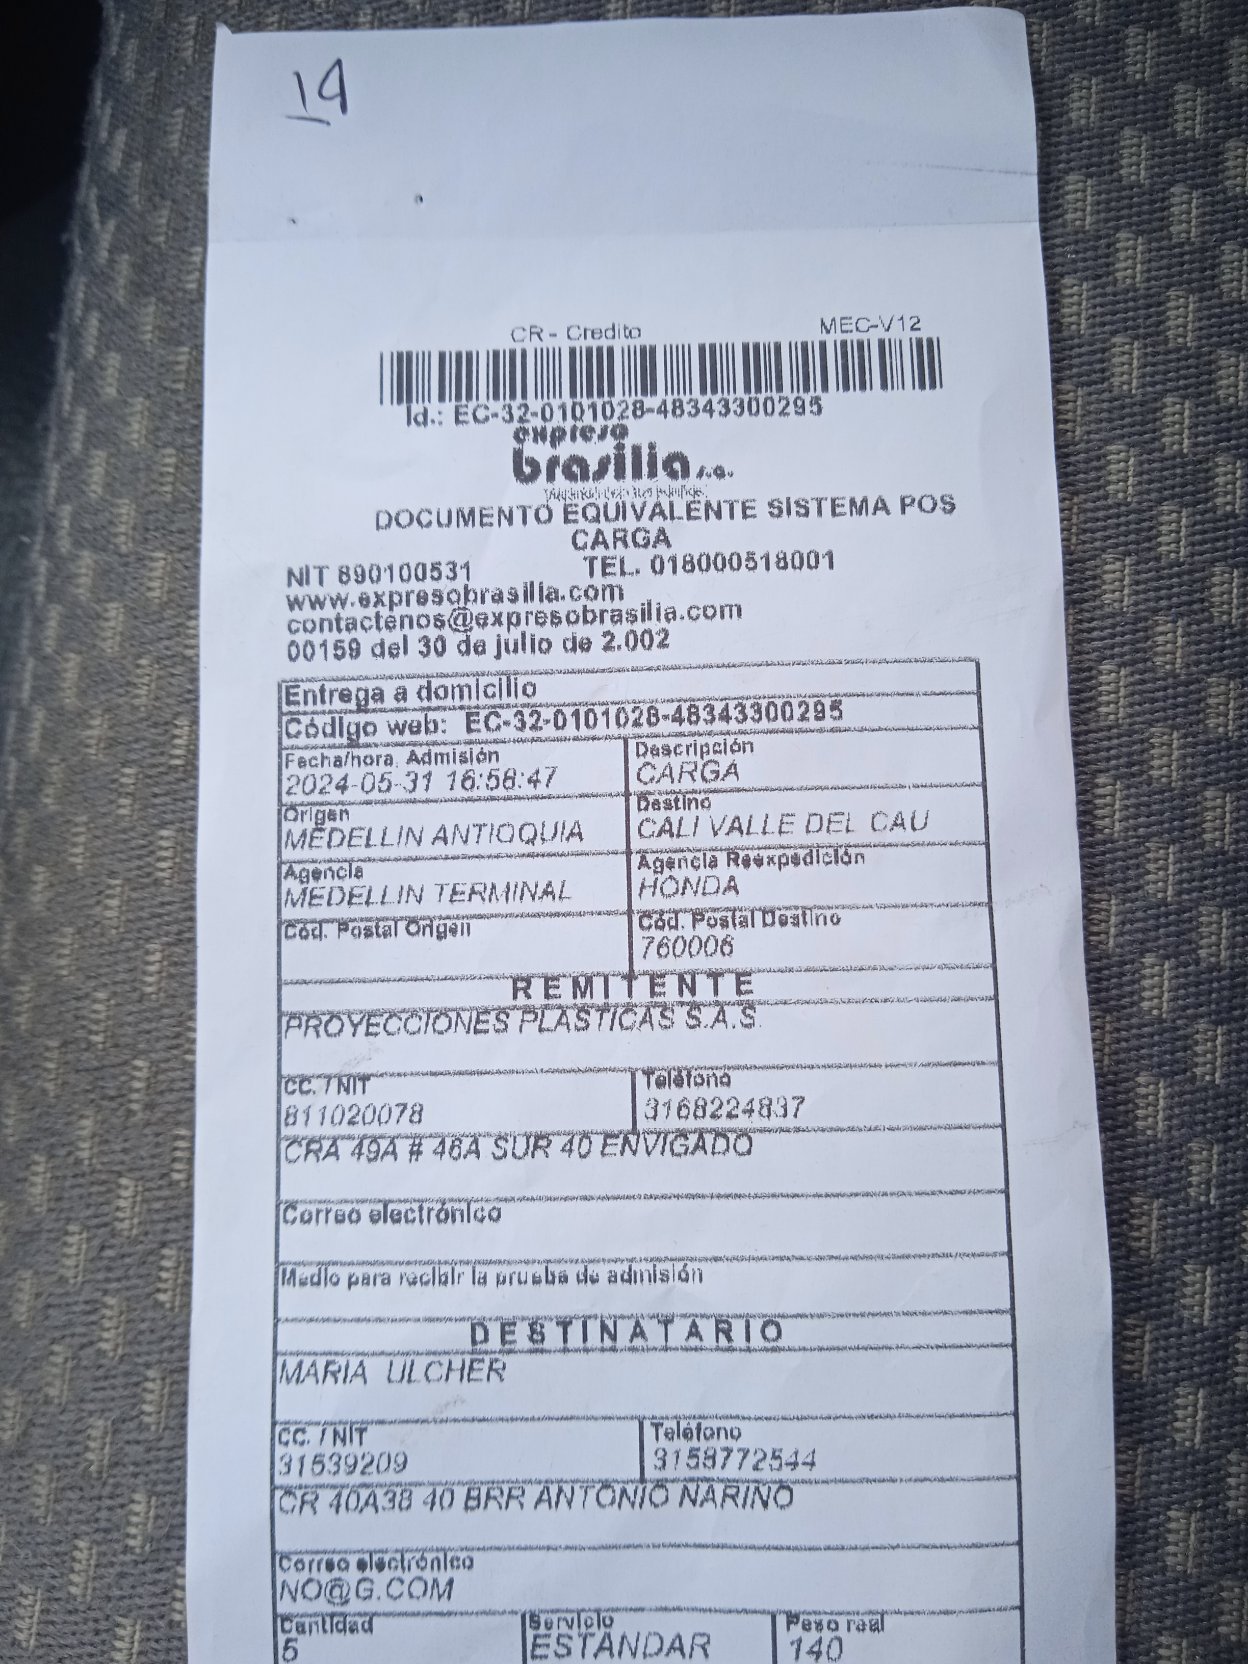 19
CR - Credito MEC-V12
Id.: EC-32-0101028-48343300295
expreso
brasilia s.a.
DOCUMENTO EQUIVALENTE SISTEMA POS
CARGA
NIT 890100531 TEL. 018000518001
www.expresobrasilia.com
contactenos@expresobrasilia.com
00159 del 30 de julio de 2.002
Entrega a domicilio
Código web: EC-32-0101028-48343300295
Fecha/hora Admisión Descripción
2024-05-31 16:58:47 CARGA
Origen Destino
MEDELLIN ANTIOQUIA CALI VALLE DEL CAU
Agencia Agencia Reexpedición
MEDELLIN TERMINAL HONDA
Cód. Postal Origen Cód. Postal Destino
760006
REMITENTE
PROYECCIONES PLASTICAS S.A.S.
CC. / NIT Teléfono
811020078 3168224837
CRA 49A # 46A SUR 40 ENVIGADO
Correo electrónico
Medio para recibir la prueba de admisión
DESTINATARIO
MARIA ULCHER
CC. / NIT Teléfono
31539209 3158772544
CR 40A38 40 BRR ANTONIO NARINO
Correo electrónico
NO@G.COM
Cantidad Servicio Peso real
5 ESTANDAR 140